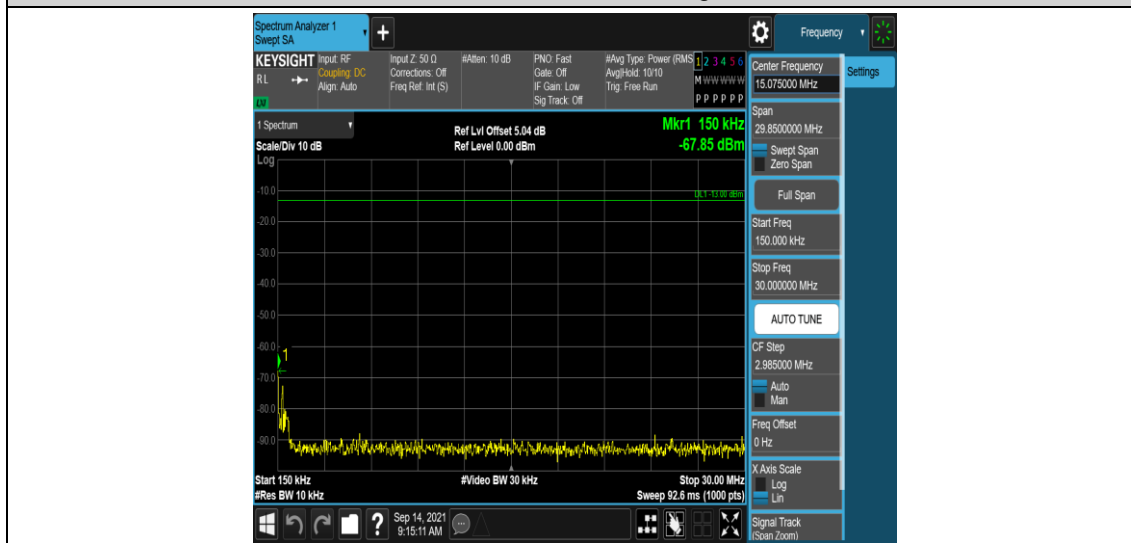 Spectrum Analyzer 1
Swept SA
+
Frequency
KEYSIGHT
RL
LXI
Input: RF
Coupling: DC
Align: Auto
Input Z: 50 Ω
Corrections: Off
Freq Ref: Int (S)
#Atten: 10 dB
PNO: Fast
Gate: Off
IF Gain: Low
Sig Track: Off
#Avg Type: Power (RMS
Avg|Hold: 10/10
Trig: Free Run
1 2 3 4 5 6
M W W W W W
P P P P P P
1 Spectrum
Scale/Div 10 dB
Log
Ref Lvl Offset 5.04 dB
Ref Level 0.00 dBm
Mkr1 150 kHz
-67.85 dBm
DL1 -13.00 dBm
-10.0
-20.0
-30.0
-40.0
-50.0
-60.0
1
-70.0
-80.0
-90.0
Start 150 kHz
#Res BW 10 kHz
#Video BW 30 kHz
Stop 30.00 MHz
Sweep 92.6 ms (1000 pts)
Center Frequency
15.075000 MHz
Settings
Span
29.8500000 MHz
Swept Span
Zero Span
Full Span
Start Freq
150.000 kHz
Stop Freq
30.000000 MHz
AUTO TUNE
CF Step
2.985000 MHz
Auto
Man
Freq Offset
0 Hz
X Axis Scale
Log
Lin
Signal Track
(Span Zoom)
?
Sep 14, 2021
9:15:11 AM